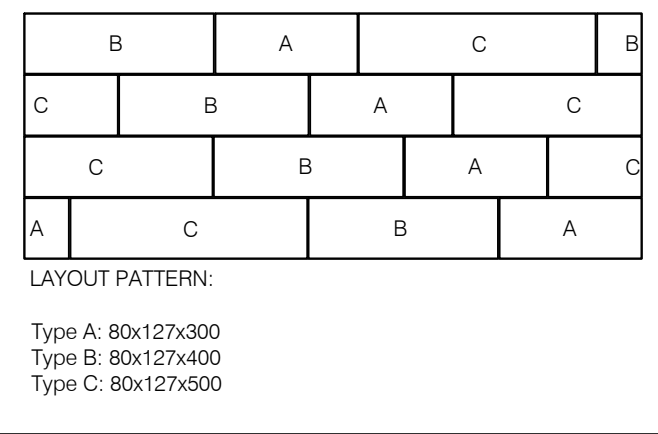 B A C B
C B A C
C B A C
A C B A
LAYOUT PATTERN:
Type A: 80x127x300
Type B: 80x127x400
Type C: 80x127x500